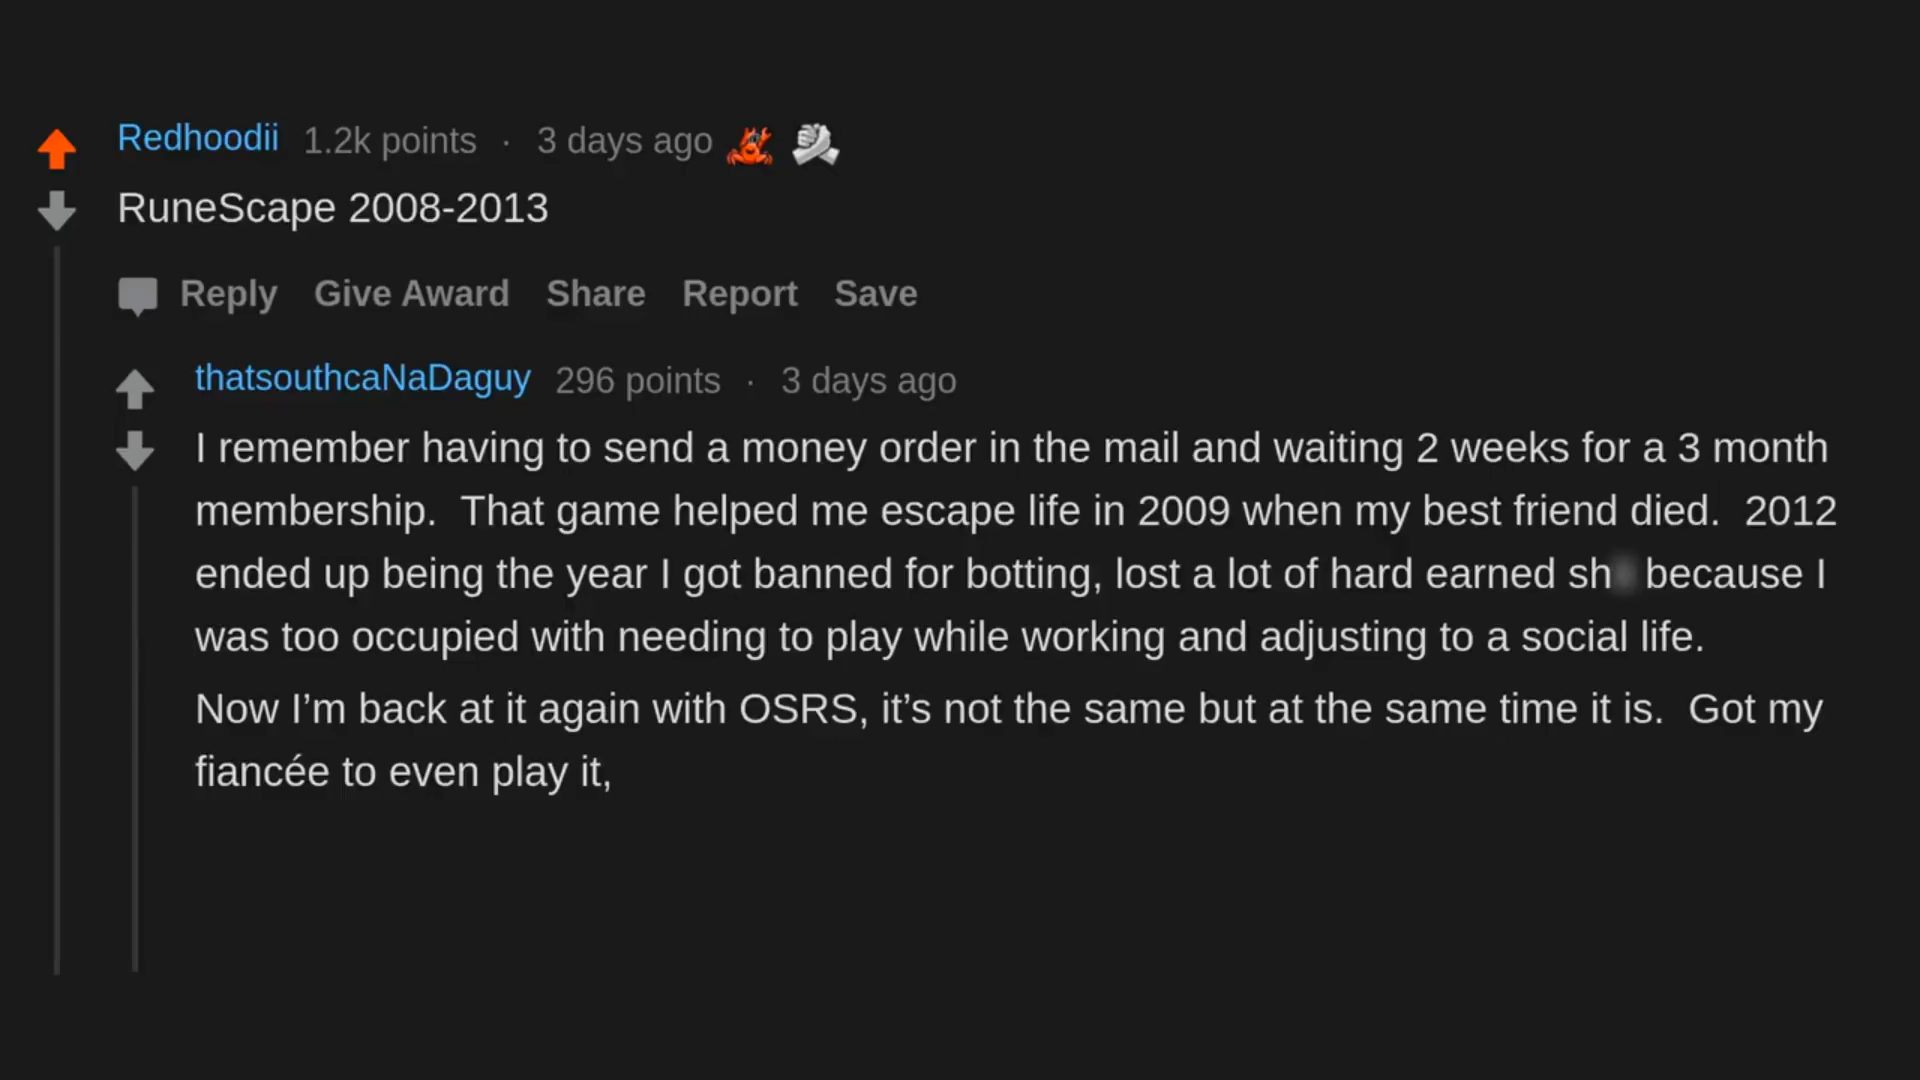 Redhoodii 1.2k points · 3 days ago
RuneScape 2008-2013
Reply Give Award Share Report Save
thatsouthcaNaDaguy 296 points · 3 days ago
I remember having to send a money order in the mail and waiting 2 weeks for a 3 month
membership.  That game helped me escape life in 2009 when my best friend died.  2012
ended up being the year I got banned for botting, lost a lot of hard earned sh because I
was too occupied with needing to play while working and adjusting to a social life.
Now I’m back at it again with OSRS, it’s not the same but at the same time it is.  Got my
fiancée to even play it,